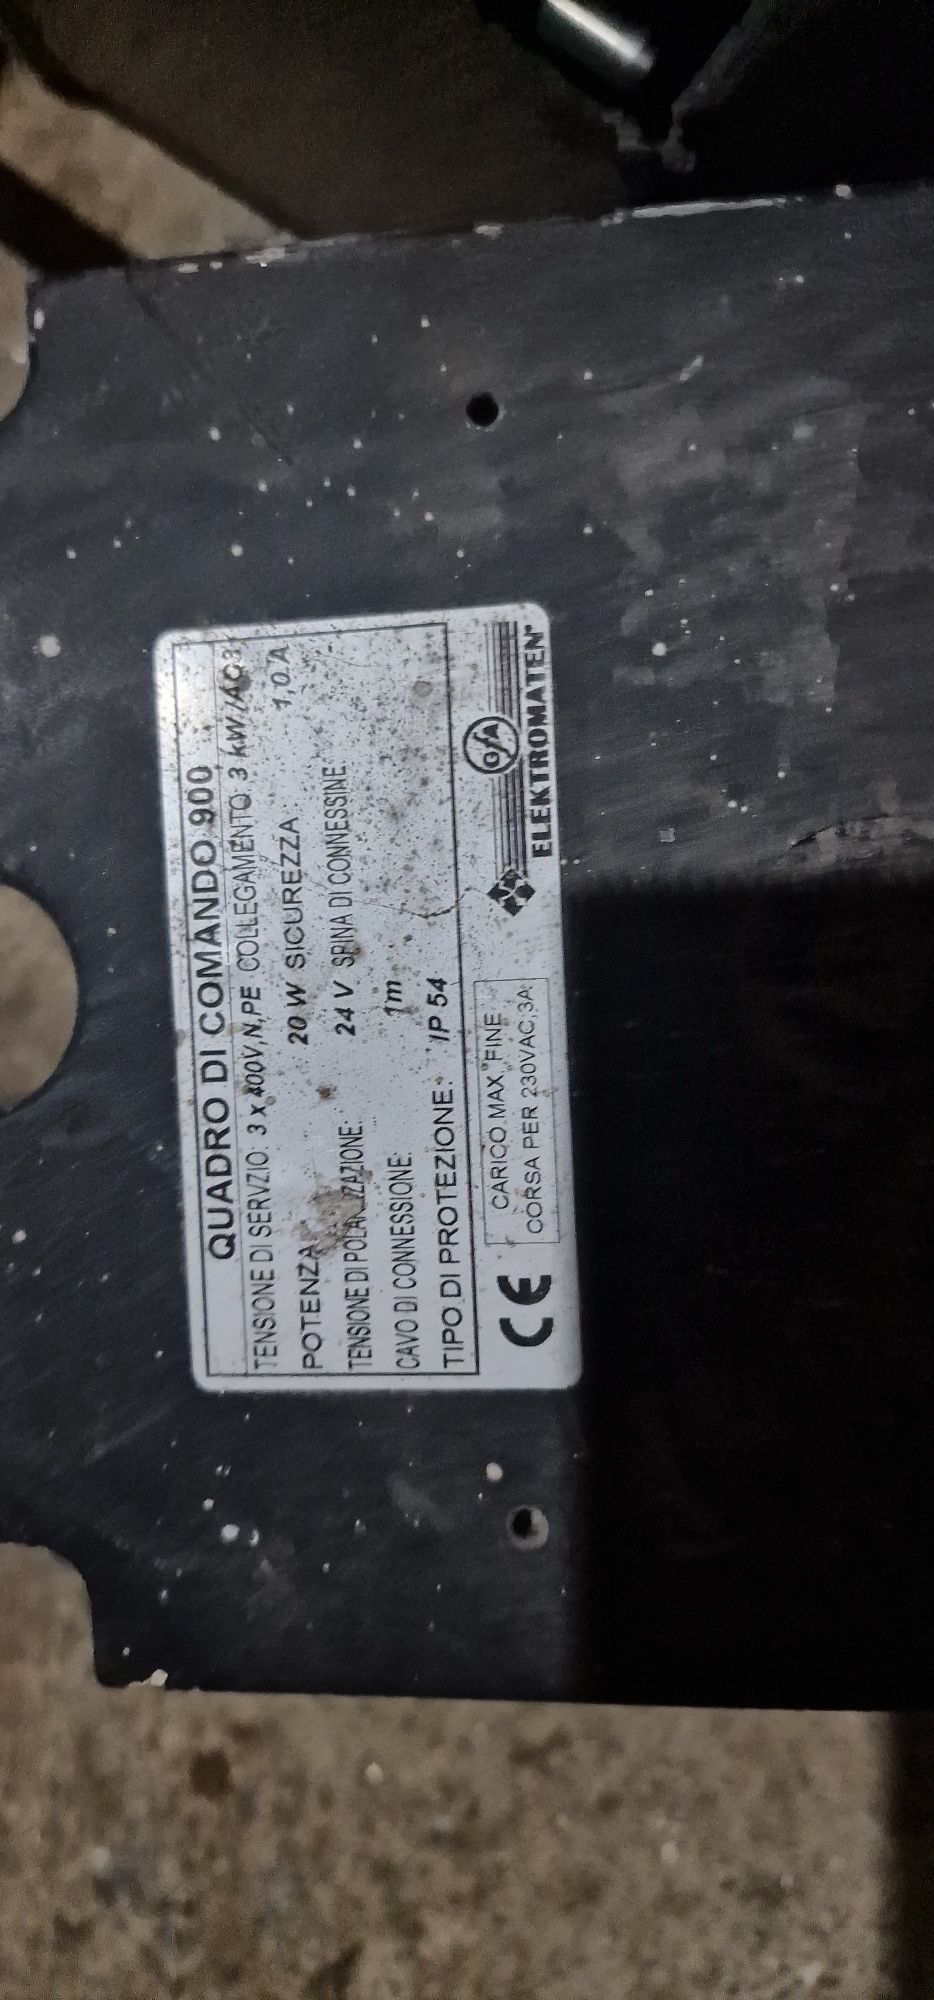 QUADRO DI COMANDO 900
TENSIONE DI SERVZIO: 3 x 400V,N,PE COLLEGAMENTO: 3 kW/AC3
POTENZA 20 W SICUREZZA: 1,0 A
TENSIONE DI POLARIZZAZIONE: 24 V SPINA DI CONNESSINE:
CAVO DI CONNESSIONE: 1m
TIPO DI PROTEZIONE: IP 54
CE
CARICO MAX, FINE
CORSA PER 230VAC,3A
GfA
ELEKTROMATEN®